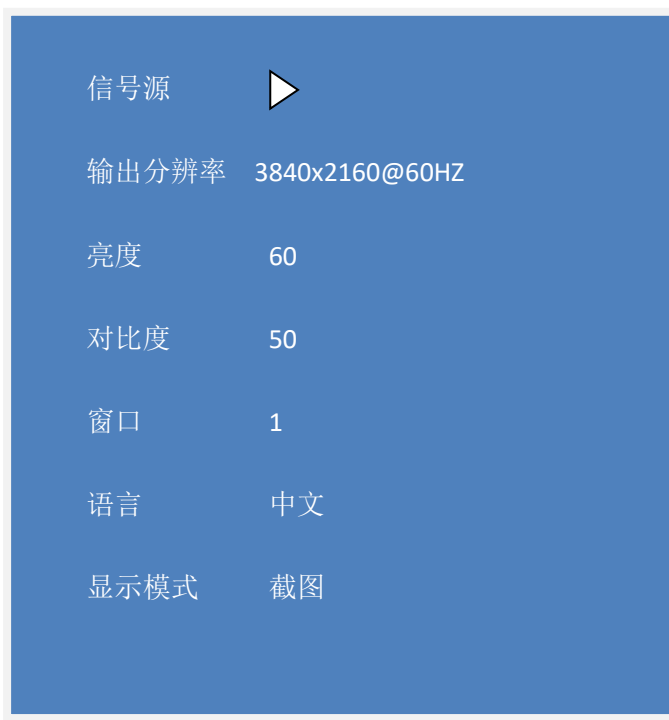 信号源
输出分辨率 3840x2160@60HZ
亮度 60
对比度 50
窗口 1
语言 中文
显示模式 截图